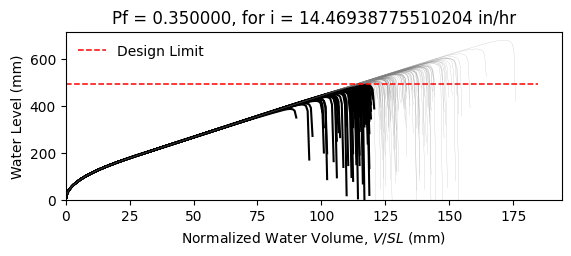 Pf = 0.350000, for i = 14.46938775510204 in/hr
Design Limit
Water Level (mm)
600
400
200
0
0 25 50 75 100 125 150 175
Normalized Water Volume, V/SL (mm)